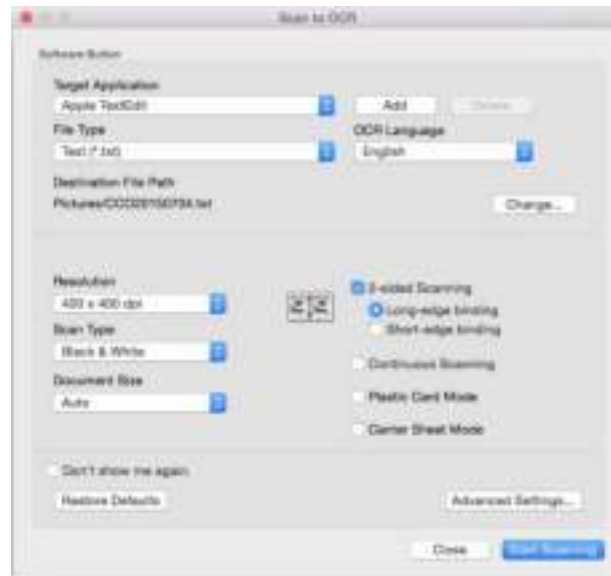 Scan to OCR
Software Button
Target Application
Apple TextEdit
Add
Delete
File Type
OCR Language
Text (*.txt)
English
Destination File Path
Pictures/CCD20150704.txt
Change...
Resolution
400 x 400 dpi
2-sided Scanning
Long-edge binding
Short-edge binding
Scan Type
Black & White
Continuous Scanning
Document Size
Auto
Plastic Card Mode
Carrier Sheet Mode
Don't show me again.
Restore Defaults
Advanced Settings...
Close
Start Scanning